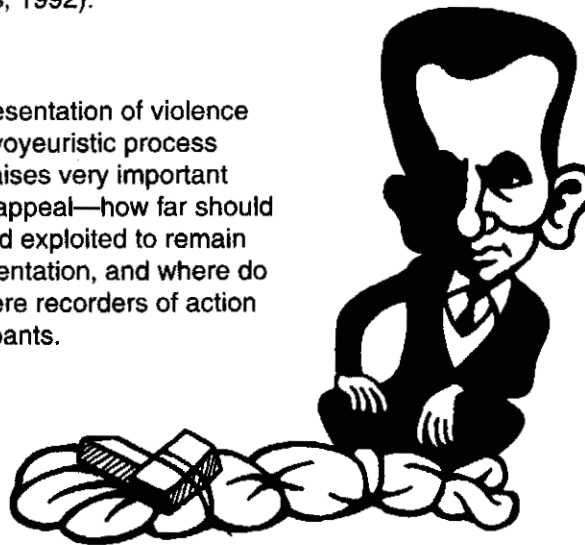 , 1992).
esentation of violence
voyeuristic process
aises very important
appeal—how far should
d exploited to remain
entation, and where do
ere recorders of action
pants.